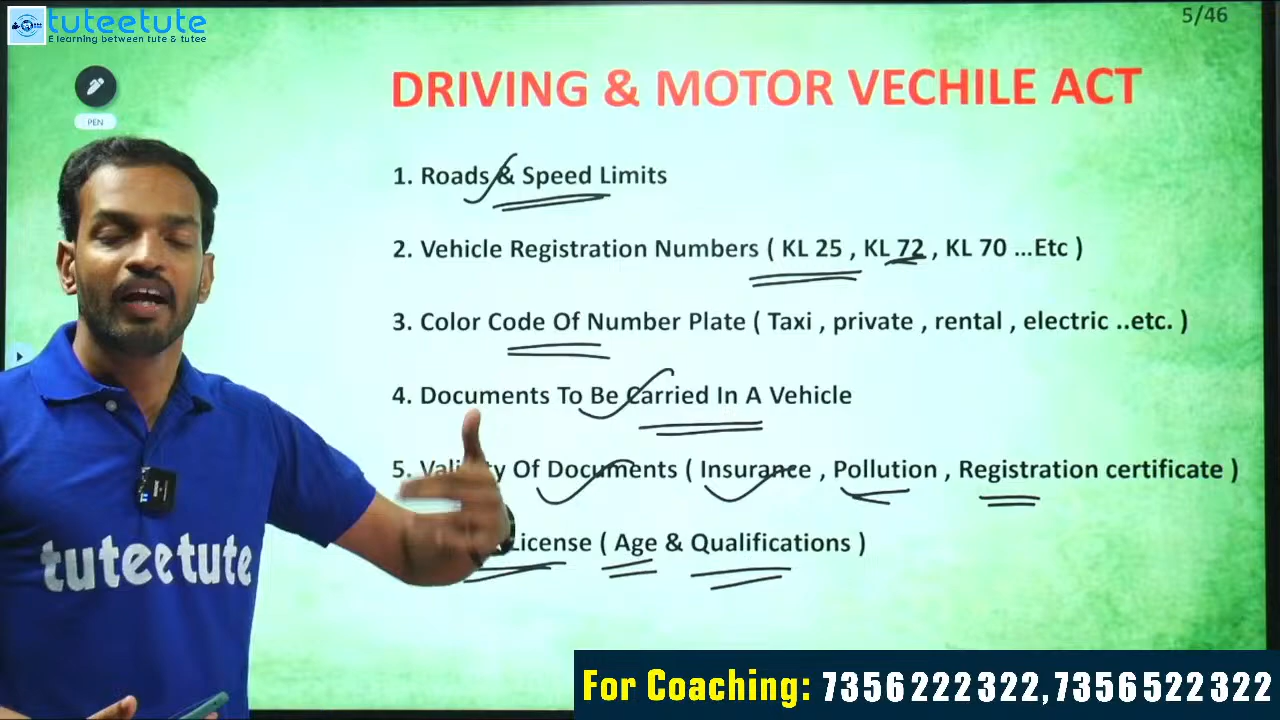 tuteetute
E learning between tute & tutee
5/46
PEN
DRIVING & MOTOR VECHILE ACT
1. Roads & Speed Limits
2. Vehicle Registration Numbers ( KL 25 , KL 72 , KL 70 ...Etc )
3. Color Code Of Number Plate ( Taxi , private , rental , electric ..etc. )
4. Documents To Be Carried In A Vehicle
5. Validity Of Documents ( Insurance , Pollution , Registration certificate )
License ( Age & Qualifications )
tuteetute
For Coaching: 7356222322,7356522322